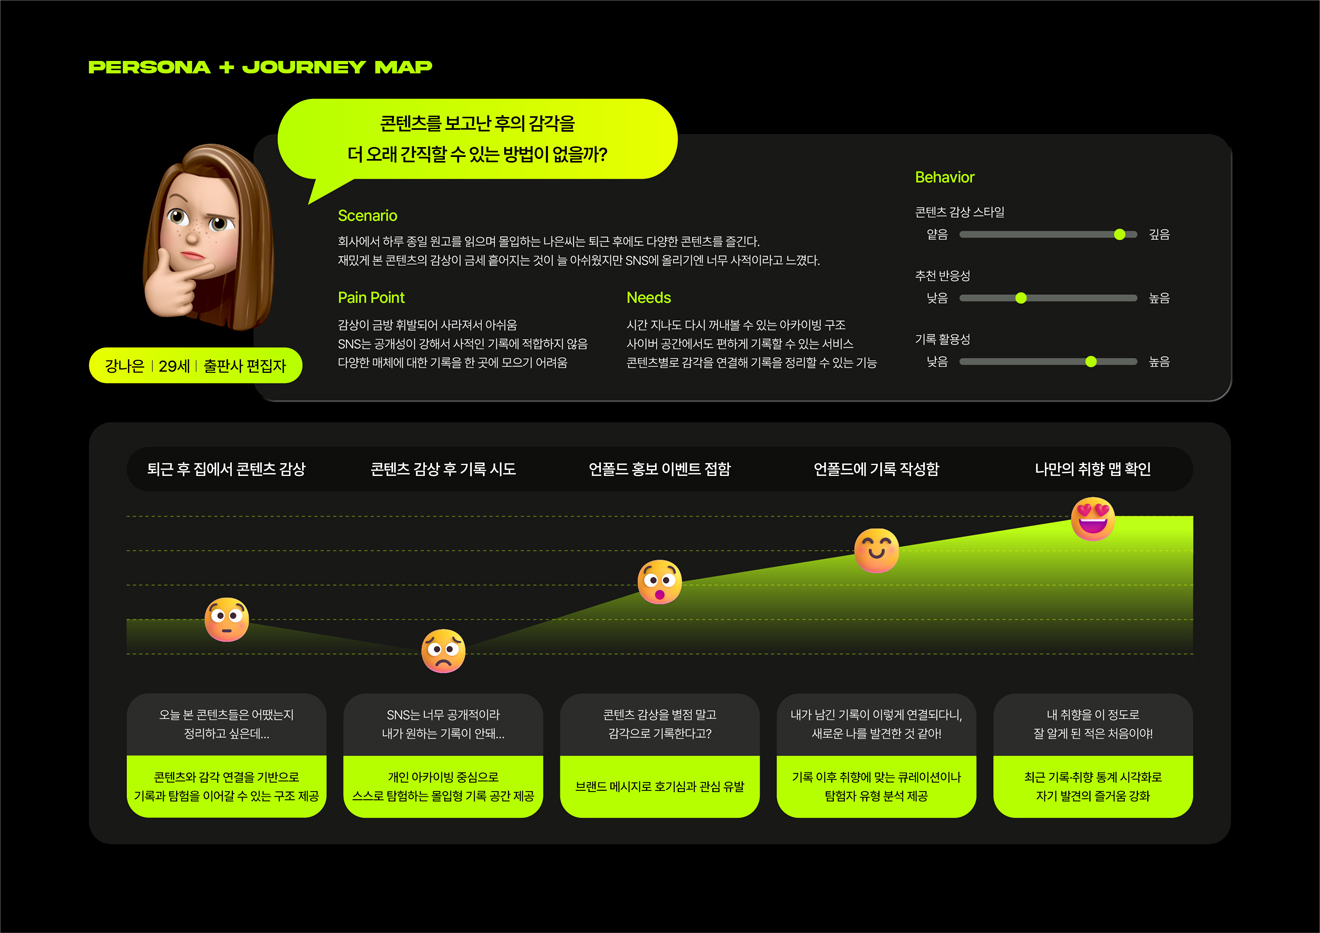 PERSONA + JOURNEY MAP
콘텐츠를 보고난 후의 감각을
더 오래 간직할 수 있는 방법이 없을까?
강나은 | 29세 | 출판사 편집자
Scenario
회사에서 하루 종일 원고를 읽으며 몰입하는 나은씨는 퇴근 후에도 다양한 콘텐츠를 즐긴다.
재밌게 본 콘텐츠의 감상이 금세 흩어지는 것이 늘 아쉬웠지만 SNS에 올리기엔 너무 사적이라고 느꼈다.
Pain Point
감상이 금방 휘발되어 사라져서 아쉬움
SNS는 공개성이 강해서 사적인 기록에 적합하지 않음
다양한 매체에 대한 기록을 한 곳에 모으기 어려움
Needs
시간 지나도 다시 꺼내볼 수 있는 아카이빙 구조
사이버 공간에서도 편하게 기록할 수 있는 서비스
콘텐츠별로 감각을 연결해 기록을 정리할 수 있는 기능
Behavior
콘텐츠 감상 스타일
얕음 깊음
추천 반응성
낮음 높음
기록 활용성
낮음 높음
퇴근 후 집에서 콘텐츠 감상
콘텐츠 감상 후 기록 시도
언폴드 홍보 이벤트 접함
언폴드에 기록 작성함
나만의 취향 맵 확인
오늘 본 콘텐츠들은 어땠는지
정리하고 싶은데...
콘텐츠와 감각 연결을 기반으로
기록과 탐험을 이어갈 수 있는 구조 제공
SNS는 너무 공개적이라
내가 원하는 기록이 안돼...
개인 아카이빙 중심으로
스스로 탐험하는 몰입형 기록 공간 제공
콘텐츠 감상을 별점 말고
감각으로 기록한다고?
브랜드 메시지로 호기심과 관심 유발
내가 남긴 기록이 이렇게 연결되다니,
새로운 나를 발견한 것 같아!
기록 이후 취향에 맞는 큐레이션이나
탐험자 유형 분석 제공
내 취향을 이 정도로
잘 알게 된 적은 처음이야!
최근 기록·취향 통계 시각화로
자기 발견의 즐거움 강화